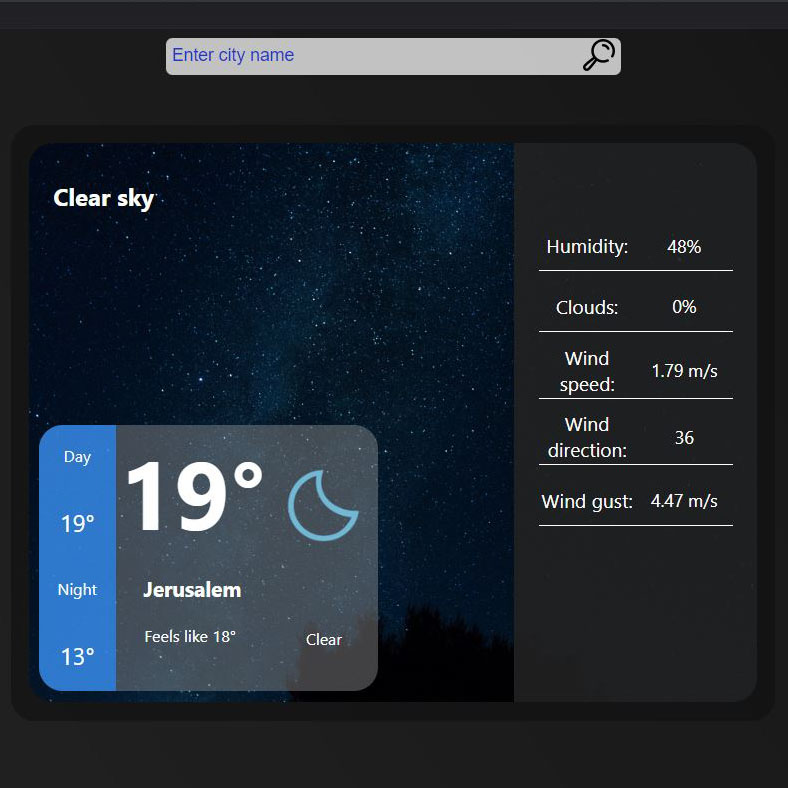 Enter city name
Clear sky
Day
19°
Night
13°
19°
Jerusalem
Feels like 18°
Clear
Humidity: 48%
Clouds: 0%
Wind
speed: 1.79 m/s
Wind
direction: 36
Wind gust: 4.47 m/s